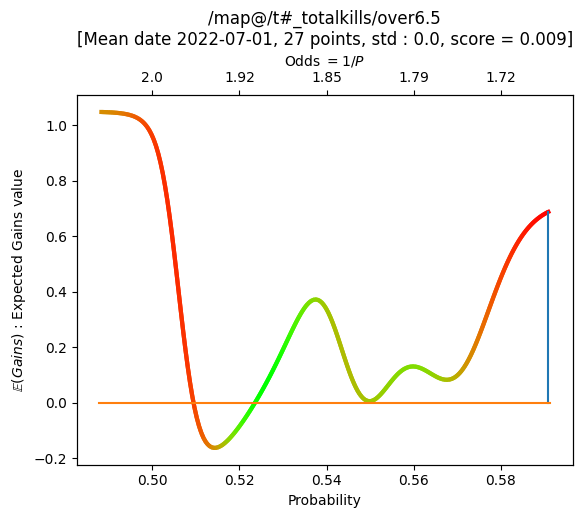 /map@/t#_totalkills/over6.5
[Mean date 2022-07-01, 27 points, std : 0.0, score = 0.009]
Odds = 1/P
2.0 1.92 1.85 1.79 1.72
1.0
0.8
0.6
0.4
0.2
0.0
−0.2
𝔼(Gains) : Expected Gains value
0.50 0.52 0.54 0.56 0.58
Probability